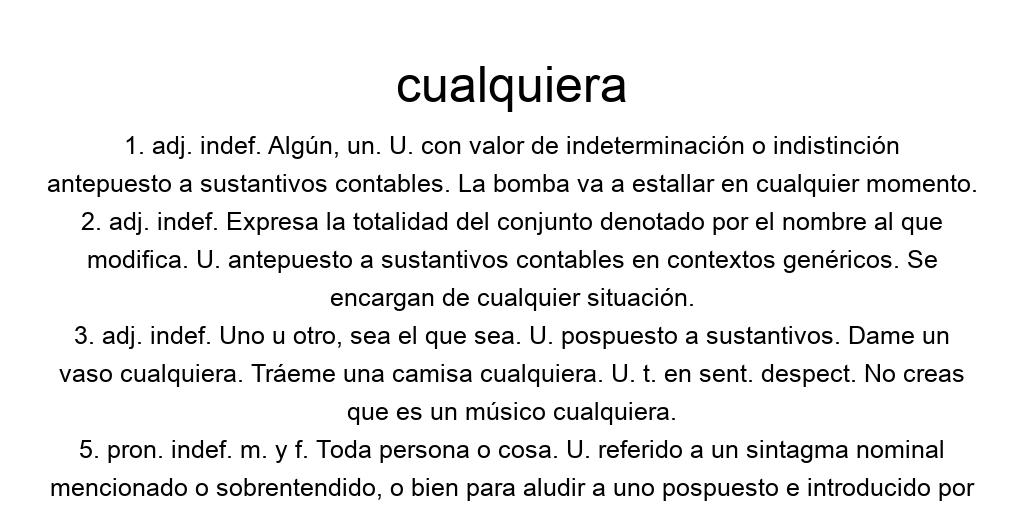 cualquiera
1. adj. indef. Algún, un. U. con valor de indeterminación o indistinción
antepuesto a sustantivos contables. La bomba va a estallar en cualquier momento.
2. adj. indef. Expresa la totalidad del conjunto denotado por el nombre al que
modifica. U. antepuesto a sustantivos contables en contextos genéricos. Se
encargan de cualquier situación.
3. adj. indef. Uno u otro, sea el que sea. U. pospuesto a sustantivos. Dame un
vaso cualquiera. Tráeme una camisa cualquiera. U. t. en sent. despect. No creas
que es un músico cualquiera.
5. pron. indef. m. y f. Toda persona o cosa. U. referido a un sintagma nominal
mencionado o sobrentendido, o bien para aludir a uno pospuesto e introducido por